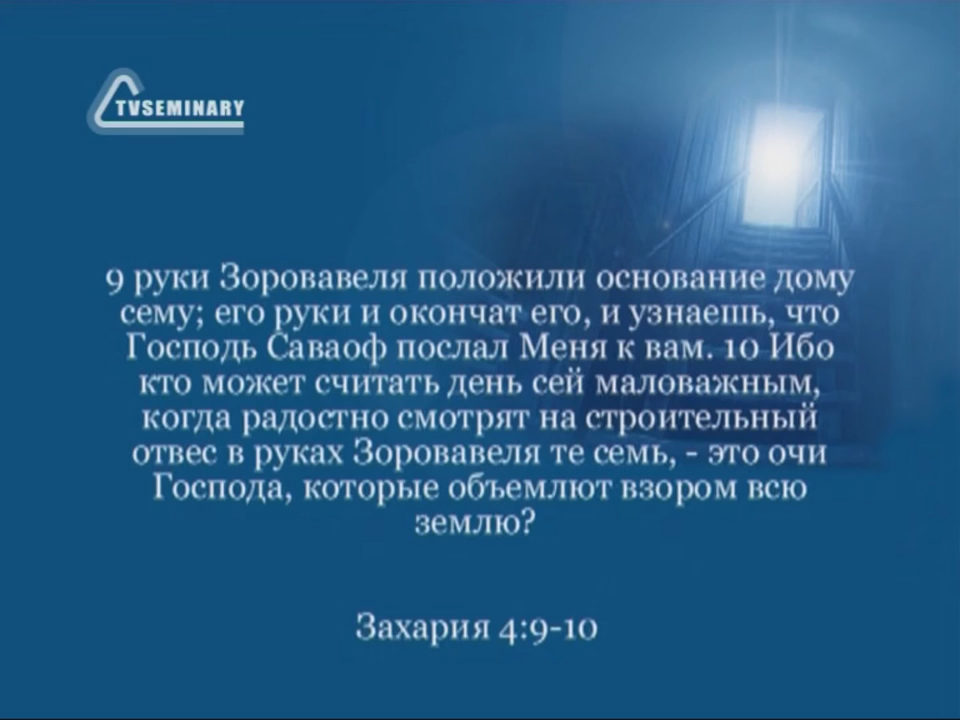 TVSEMINARY
9 руки Зоровавеля положили основание дому
сему; его руки и окончат его, и узнаешь, что
Господь Саваоф послал Меня к вам. 10 Ибо
кто может считать день сей маловажным,
когда радостно смотрят на строительный
отвес в руках Зоровавеля те семь, - это очи
Господа, которые объемлют взором всю
землю?
Захария 4:9-10